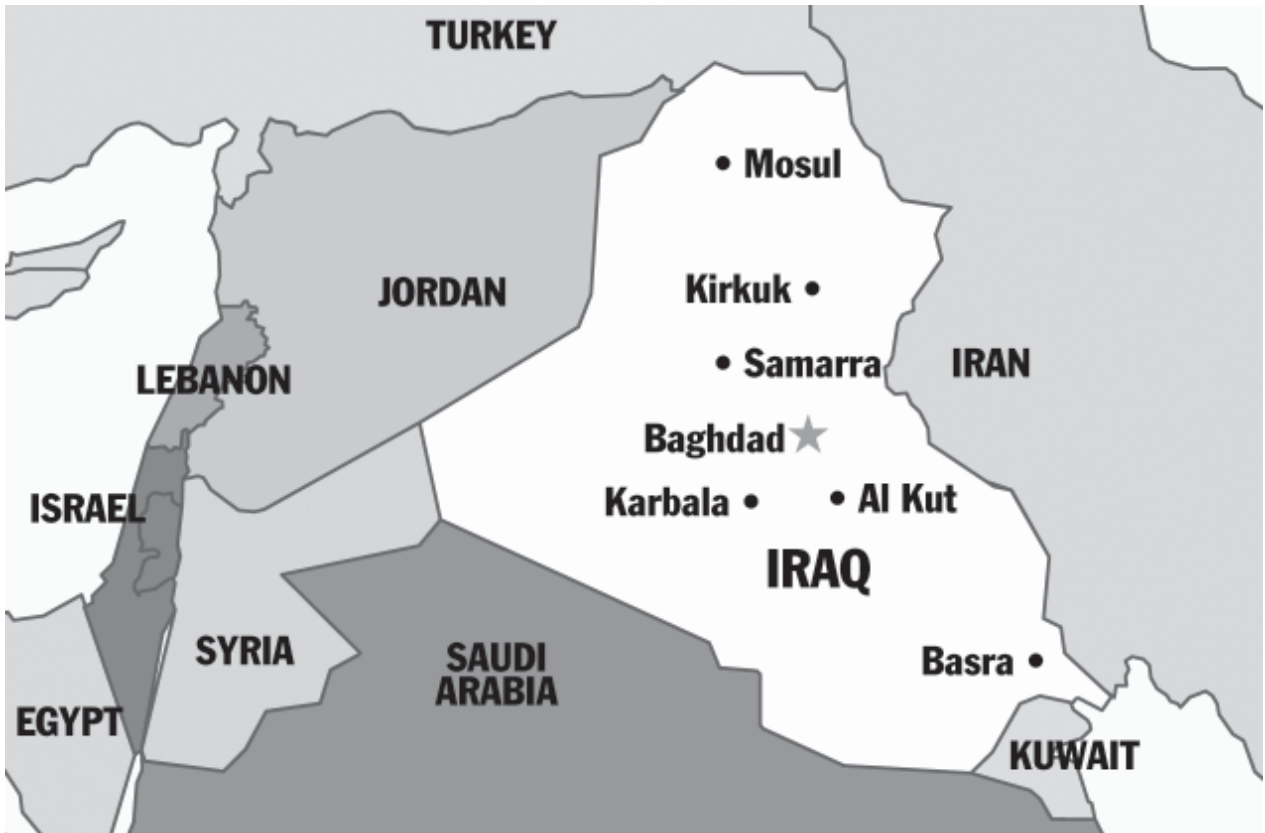 TURKEY
Mosul
JORDAN
Kirkuk
Samarra
IRAN
LEBANON
Baghdad
Karbala
Al Kut
ISRAEL
IRAQ
SYRIA
SAUDI
ARABIA
Basra
EGYPT
KUWAIT